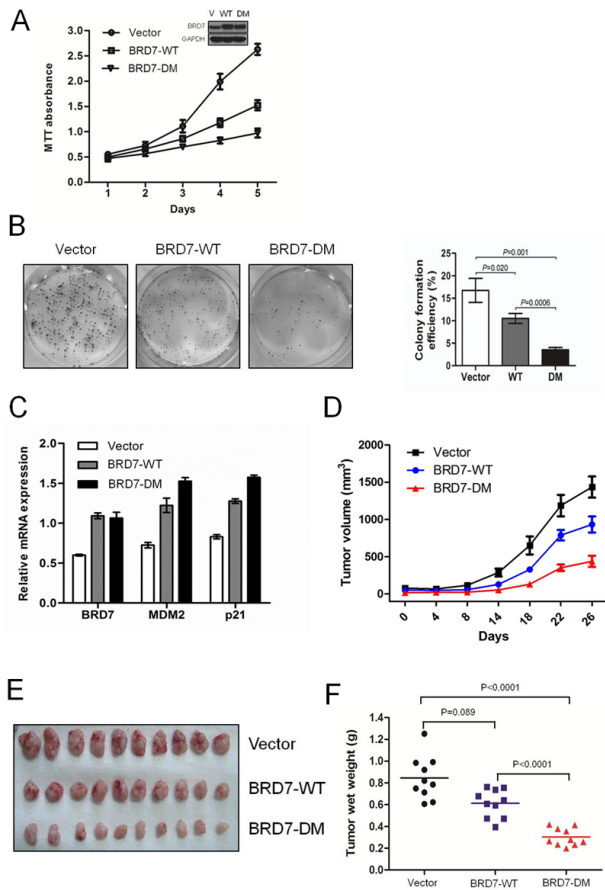 A
Vector
BRD7-WT
BRD7-DM
V WT DM
BRD7
GAPDH
MTT absorbance
3.0
2.5
2.0
1.5
1.0
0.5
0.0
1 2 3 4 5
Days
B
Vector
BRD7-WT
BRD7-DM
Colony formation
efficiency (%)
25
20
15
10
5
0
P=0.001
P=0.020
P=0.0006
Vector WT DM
C
Vector
BRD7-WT
BRD7-DM
Relative mRNA expression
2.0
1.5
1.0
0.5
0.0
BRD7 MDM2 p21
D
Vector
BRD7-WT
BRD7-DM
Tumor volume (mm3)
2000
1500
1000
500
0
0 4 8 14 18 22 26
Days
E
Vector
BRD7-WT
BRD7-DM
F
P<0.0001
P=0.089
P<0.0001
Tumor wet weight (g)
1.4
1.2
1.0
0.8
0.6
0.4
0.2
0.0
Vector BRD7-WT BRD7-DM